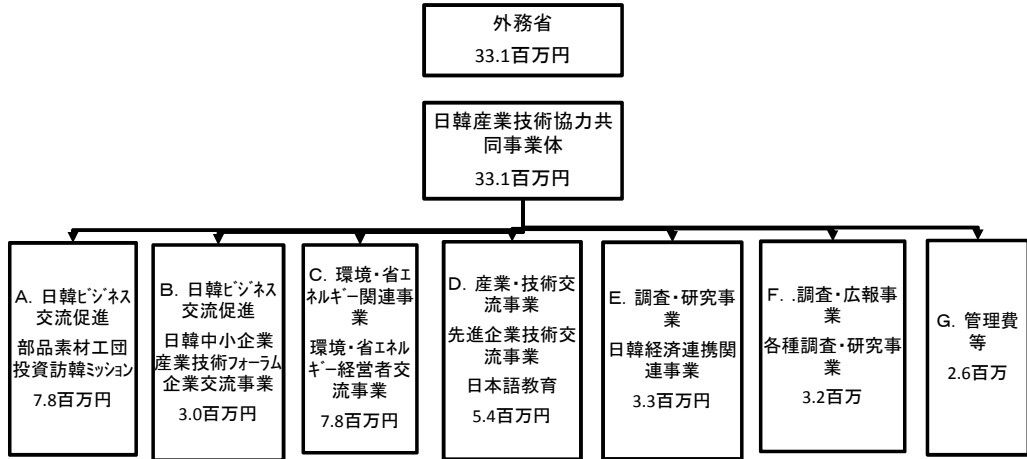 外務省
33.1百万円
日韓産業技術協力共
同事業体
33.1百万円
A. 日韓ﾋﾞｼﾞﾈｽ
交流促進
部品素材工団
投資訪韓ﾐｯｼｮﾝ
7.8百万円
B. 日韓ﾋﾞｼﾞﾈｽ
交流促進
日韓中小企業
産業技術フォーラム
企業交流事業
3.0百万円
C. 環境・省ｴ
ﾈﾙｷﾞｰ関連事
業
環境・省ｴﾈﾙ
ｷﾞｰ経営者交
流事業
7.8百万円
D. 産業・技術交
流事業
先進企業技術交
流事業
日本語教育
5.4百万円
E. 調査・研究事
業
日韓経済連携関
連事業
3.3百万円
F. .調査・広報事
業
各種調査・研究事
業
3.2百万
G. 管理費
等
2.6百万